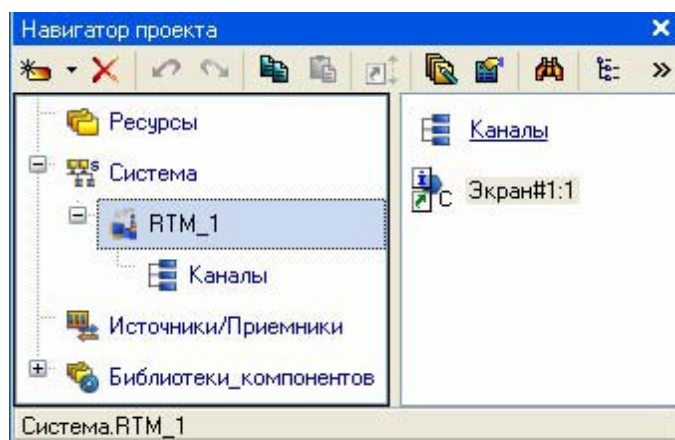 Навигатор проекта
Ресурсы
Система
RTM_1
Каналы
Источники/Приемники
Библиотеки_компонентов
Каналы
C Экран#1:1
Система.RTM_1